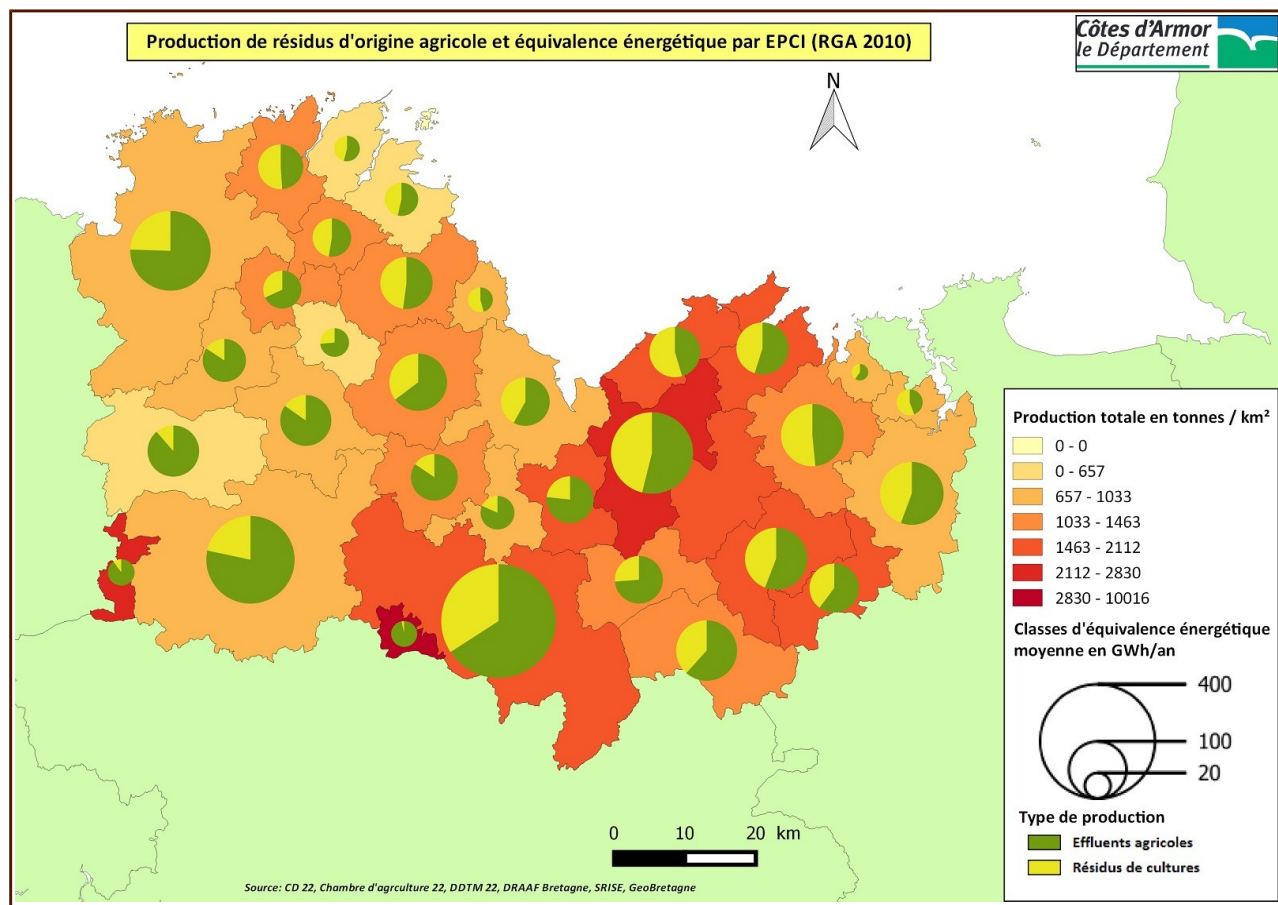 Production de résidus d'origine agricole et équivalence énergétique par EPCI (RGA 2010)
Côtes d'Armor
le Département
N
Production totale en tonnes / km²
0 - 0
0 - 657
657 - 1033
1033 - 1463
1463 - 2112
2112 - 2830
2830 - 10016
Classes d'équivalence énergétique
moyenne en GWh/an
400
100
20
Type de production
Effluents agricoles
Résidus de cultures
0 10 20 km
Source: CD 22, Chambre d'agrculture 22, DDTM 22, DRAAF Bretagne, SRISE, GeoBretagne